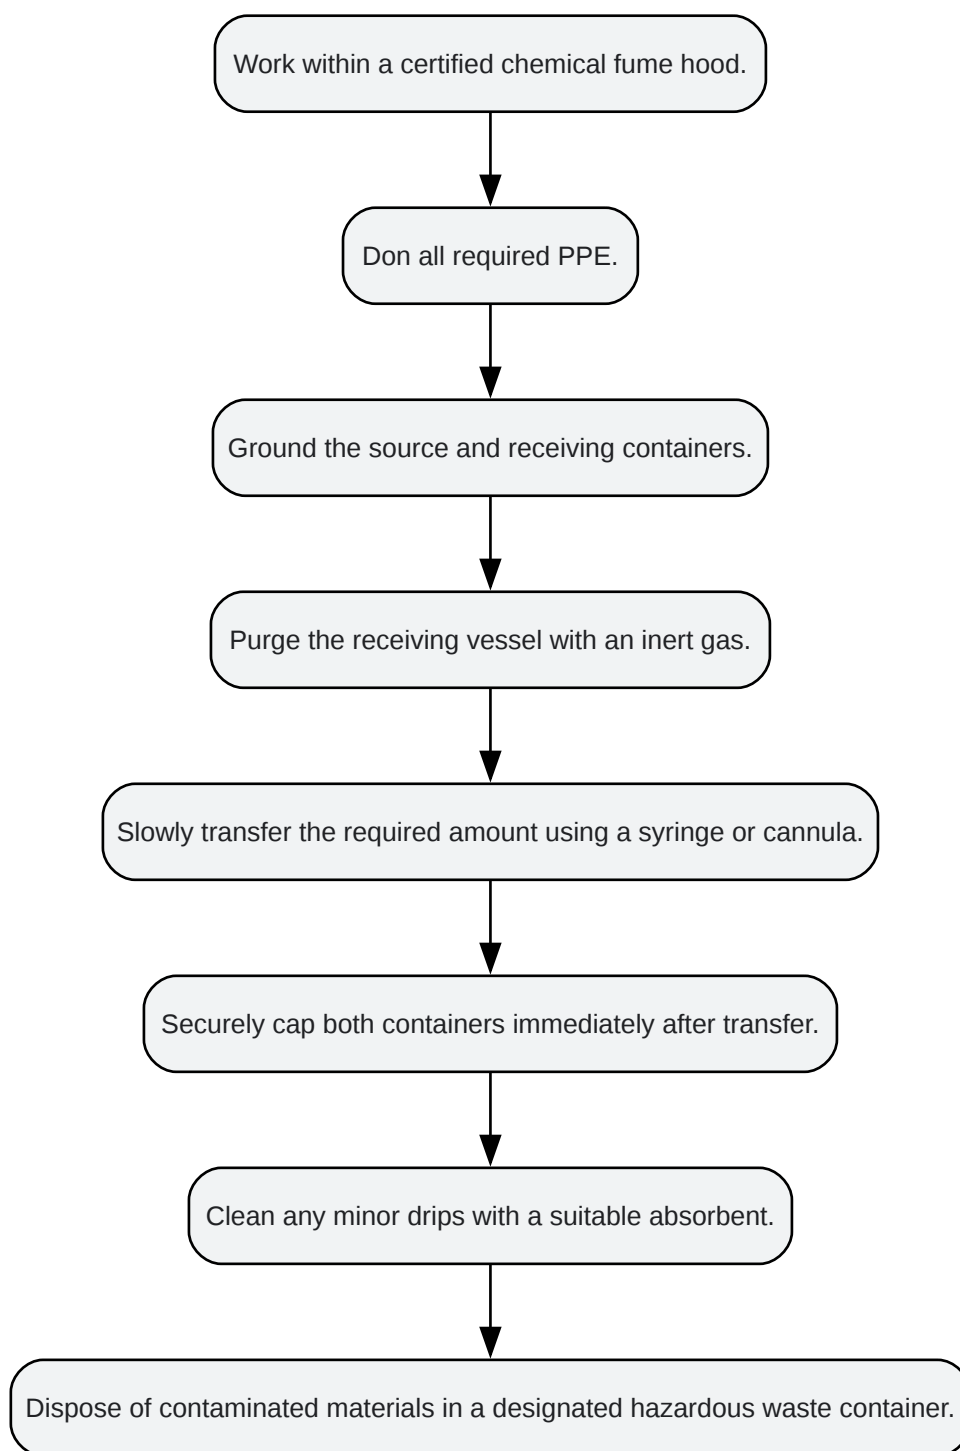 Work within a certified chemical fume hood.
Don all required PPE.
Ground the source and receiving containers.
Purge the receiving vessel with an inert gas.
Slowly transfer the required amount using a syringe or cannula.
Securely cap both containers immediately after transfer.
Clean any minor drips with a suitable absorbent.
Dispose of contaminated materials in a designated hazardous waste container.